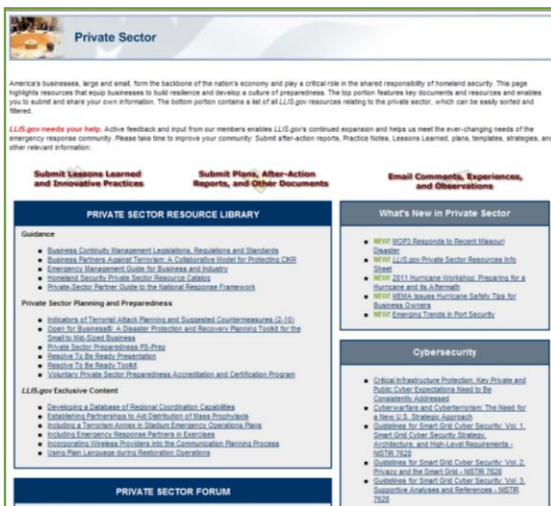 Private Sector
America's businesses, large and small, form the backbone of the nation's economy and play a critical role in the shared responsibility of homeland security. This page
highlights resources that equip businesses to build resilience and develop a culture of preparedness. The top portion features key documents and resources and enables
you to submit and share your own information. The bottom portion contains a list of all LLIS.gov resources relating to the private sector, which can be easily sorted and
filtered.
LLIS.gov needs your help. Active feedback and input from our members enables LLIS.gov's continued expansion and helps us meet the ever-changing needs of the
emergency response community. Please take time to improve your community: Submit after-action reports, Practice Notes, Lessons Learned, plans, templates, strategies, and
other relevant information:
Submit Lessons Learned
and Innovative Practices
Submit Plans, After-Action
Reports, and Other Documents
Email Comments, Experiences,
and Observations
PRIVATE SECTOR RESOURCE LIBRARY
Guidance
Business Continuity Management Legislations, Regulations and Standards
Business Partners Against Terrorism: A Collaborative Model for Protecting CIKR
Emergency Management Guide for Business and Industry
Homeland Security Private Sector Resource Catalog
Private-Sector Partner Guide to the National Response Framework
Private Sector Planning and Preparedness
Indicators of Terrorist Attack Planning and Suggested Countermeasures (2-10)
Open for Business®: A Disaster Protection and Recovery Planning Toolkit for the
Small to Mid-Sized Business
Private Sector Preparedness PS-Prep
Resolve To Be Ready Presentation
Resolve To Be Ready Toolkit
Voluntary Private Sector Preparedness Accreditation and Certification Program
LLIS.gov Exclusive Content
Developing a Database of Regional Coordination Capabilities
Establishing Partnerships to Aid Distribution of Mass Prophylaxis
Including a Terrorism Annex in Stadium Emergency Operations Plans
Including Emergency Response Partners in Exercises
Incorporating Wireless Providers into the Communication Planning Process
Using Plain Language during Restoration Operations
PRIVATE SECTOR FORUM
What's New in Private Sector
NEW! MOP3 Responds to Recent Missouri
Disaster
NEW! LLIS.gov Private Sector Resources Info
Sheet
NEW! 2011 Hurricane Workshop: Preparing for a
Hurricane and its Aftermath
NEW! MEMA Issues Hurricane Safety Tips for
Business Owners
NEW! Emerging Trends in Port Security
Cybersecurity
Critical Infrastructure Protection: Key Private and
Public Cyber Expectations Need to Be
Consistently Addressed
Cyberwarfare and Cyberterrorism: The Need for
a New U.S. Strategic Approach
Guidelines for Smart Grid Cyber Security: Vol. 1,
Smart Grid Cyber Security Strategy,
Architecture, and High-Level Requirements -
NISTIR 7628
Guidelines for Smart Grid Cyber Security: Vol. 2,
Privacy and the Smart Grid - NISTIR 7628
Guidelines for Smart Grid Cyber Security: Vol. 3,
Supportive Analyses and References - NISTIR
7628